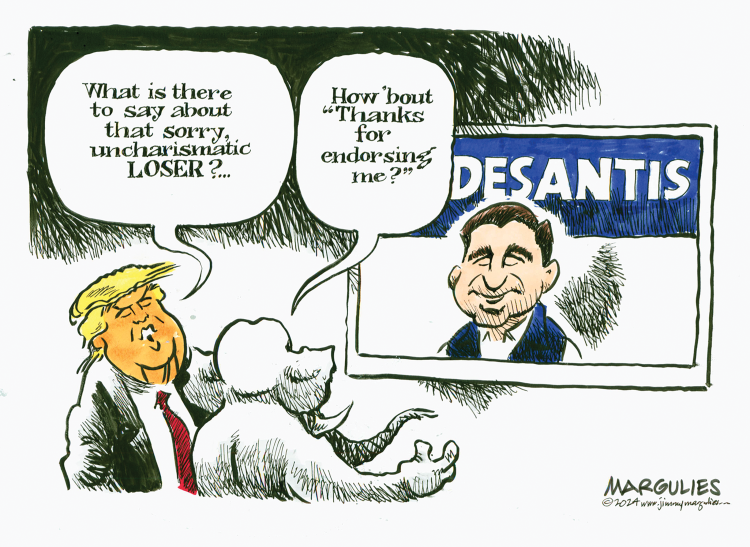 What is there
to say about
that sorry,
uncharismatic
LOSER?...
How 'bout
"Thanks
for
endorsing
me?"
DESANTIS
MARGULIES
©2024 www.jimmymargulies.com